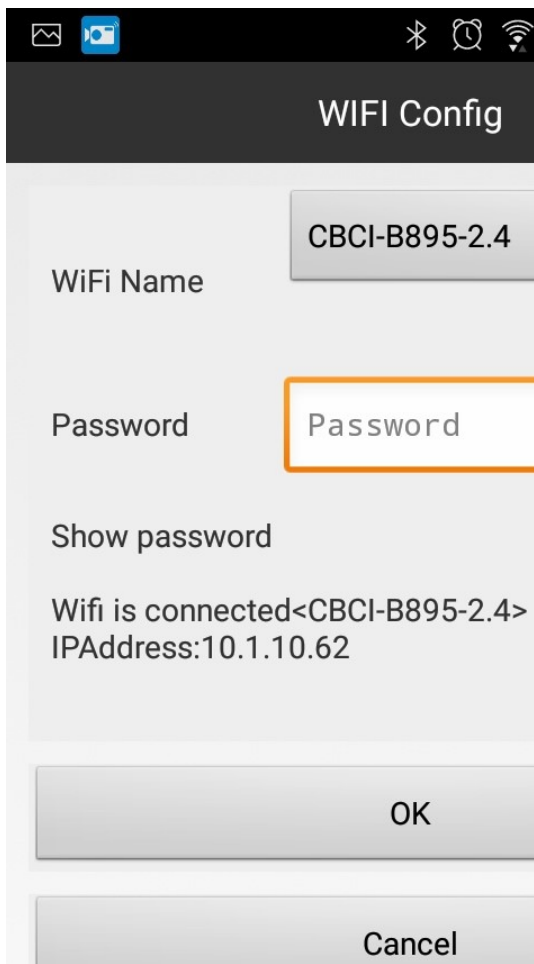 WIFI Config
CBCI-B895-2.4
WiFi Name
Password
Password
Show password
Wifi is connected<CBCI-B895-2.4>
IPAddress:10.1.10.62
OK
Cancel